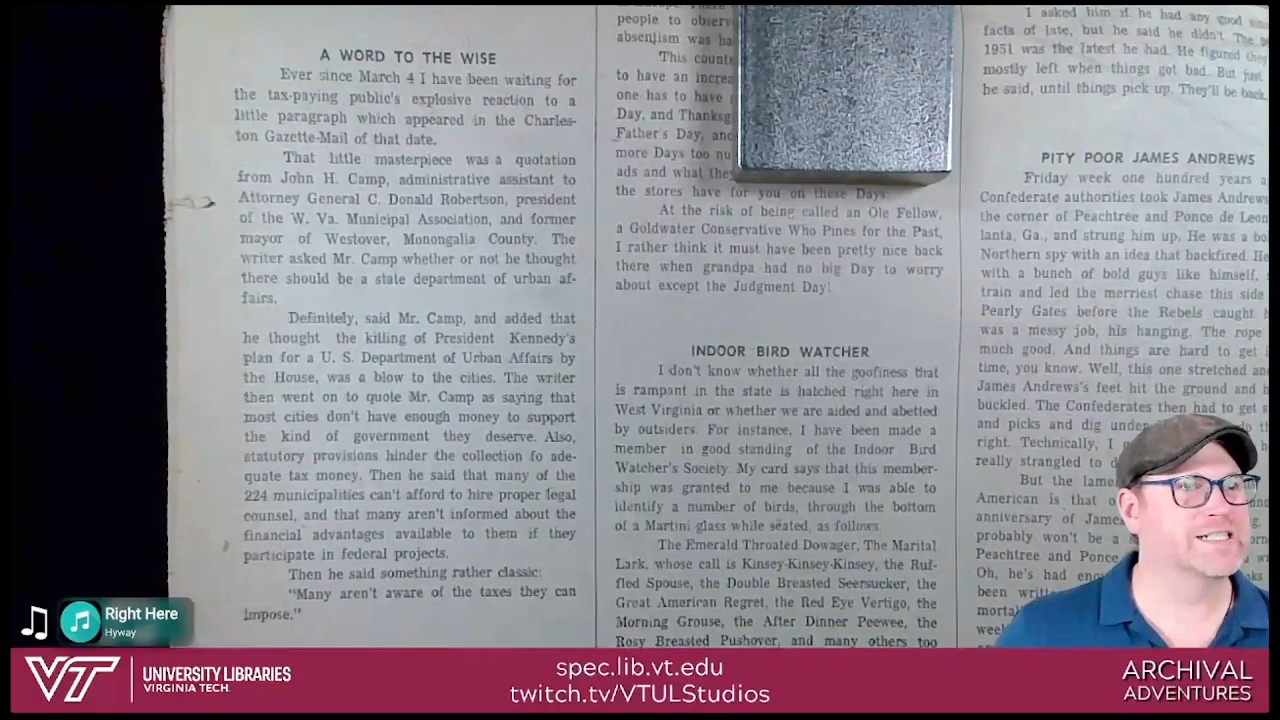 A WORD TO THE WISE
Ever since March 4 I have been waiting for
the tax-paying public's explosive reaction to a
little paragraph which appeared in the Charles-
ton Gazette-Mail of that date.
That little masterpiece was a quotation
from John H. Camp, administrative assistant to
Attorney General C. Donald Robertson, president
of the W. Va. Municipal Association, and former
mayor of Westover, Monongalia County. The
writer asked Mr. Camp whether or not he thought
there should be a state department of urban af-
fairs.
Definitely, said Mr. Camp, and added that
he thought the killing of President Kennedy's
plan for a U. S. Department of Urban Affairs by
the House, was a blow to the cities. The writer
then went on to quote Mr. Camp as saying that
most cities don't have enough money to support
the kind of government they deserve. Also,
statutory provisions hinder the collection fo ade-
quate tax money. Then he said that many of the
224 municipalities can't afford to hire proper legal
counsel, and that many aren't informed about the
financial advantages available to them if they
participate in federal projects.
Then he said something rather classic:
"Many aren't aware of the taxes they can
impose."
people to observ
absentism was ha
This count
to have an increa
one has to have
Day, and Thanksg
Father's Day, and
more Days too nu
ads and what the
the stores have for you on these Days.
At the risk of being called an Ole Fellow,
a Goldwater Conservative Who Pines for the Past,
I rather think it must have been pretty nice back
there when grandpa had no big Day to worry
about except the Judgment Day!
INDOOR BIRD WATCHER
I don't know whether all the goofiness that
is rampant in the state is hatched right here in
West Virginia or whether we are aided and abetted
by outsiders. For instance, I have been made a
member in good standing of the Indoor Bird
Watcher's Society. My card says that this member-
ship was granted to me because I was able to
identify a number of birds, through the bottom
of a Martini glass while seated, as follows.
The Emerald Throated Dowager, The Marital
Lark, whose call is Kinsey-Kinsey-Kinsey, the Ruf-
fled Spouse, the Double Breasted Seersucker, the
Great American Regret, the Red Eye Vertigo, the
Morning Grouse, the After Dinner Peewee, the
Rosy Breasted Pushover, and many others too
I asked him if he had any good
facts of late, but he said he didn't. The
1951 was the latest he had. He figured they
mostly left when things got bad. But just
he said, until things pick up. They'll be back.
PITY POOR JAMES ANDREWS
Friday week one hundred years a
Confederate authorities took James Andrews
the corner of Peachtree and Ponce de Leon
lanta, Ga., and strung him up. He was a bo
Northern spy with an idea that backfired. He
with a bunch of bold guys like himself, s
train and led the merriest chase this side
Pearly Gates before the Rebels caught h
was a messy job, his hanging. The rope
much good. And things are hard to get i
time, you know. Well, this one stretched an
James Andrews's feet hit the ground and h
buckled. The Confederates then had to get s
and picks and dig under
right. Technically, I
really strangled to d
But the lame
American is that o
anniversary of Jame
probably won't be a
Peachtree and Ponce
Oh, he's had eno
been writ
morta
week
Right Here
Hyway
VT UNIVERSITY LIBRARIES
VIRGINIA TECH.
spec.lib.vt.edu
twitch.tv/VTULStudios
ARCHIVAL
ADVENTURES